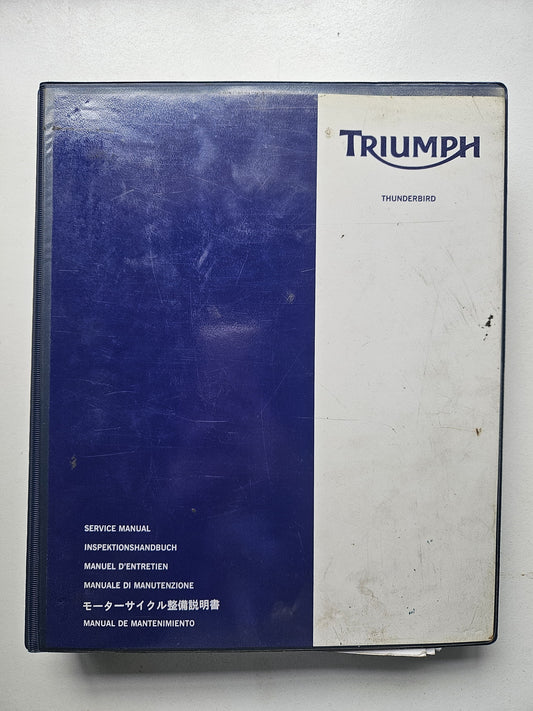 TRIUMPH
THUNDERBIRD
SERVICE MANUAL
INSPEKTIONSHANDBUCH
MANUEL D'ENTRETIEN
MANUALE DI MANUTENZIONE
モーターサイクル整備説明書
MANUAL DE MANTENIMIENTO